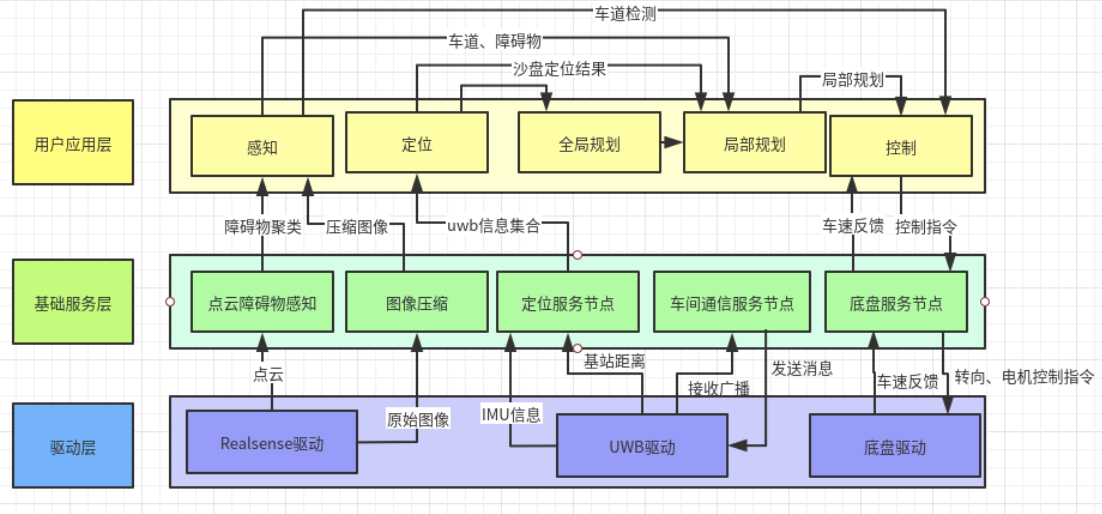 车道检测
车道、障碍物
沙盘定位结果
局部规划
用户应用层
感知
定位
全局规划
局部规划
控制
障碍物聚类
压缩图像
uwb信息集合
车速反馈
控制指令
基础服务层
点云障碍物感知
图像压缩
定位服务节点
车间通信服务节点
底盘服务节点
点云
基站距离
发送消息
接收广播
车速反馈
转向、电机控制指令
原始图像
IMU信息
驱动层
Realsense驱动
UWB驱动
底盘驱动